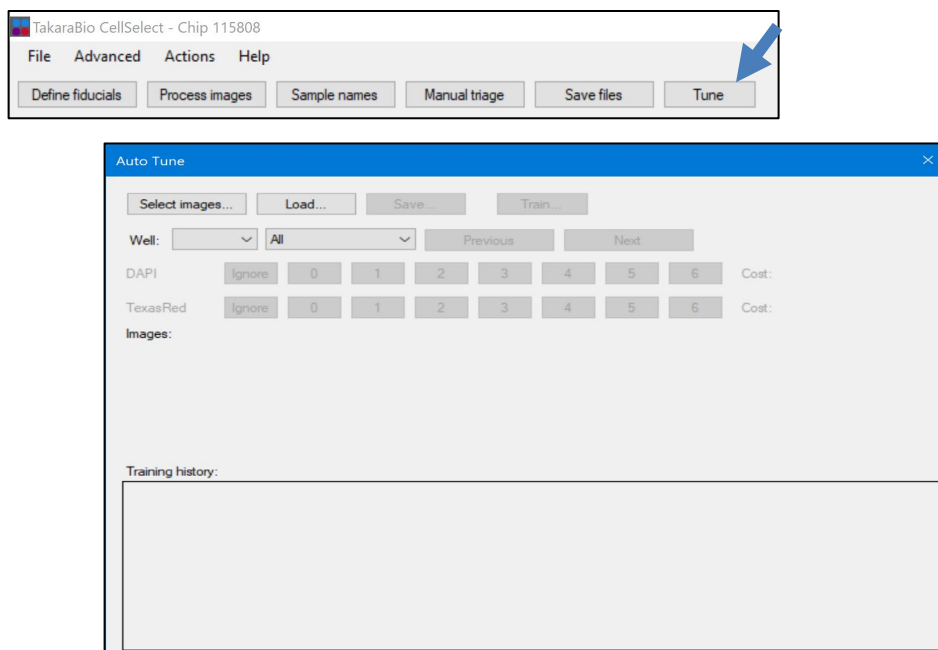 TakaraBio CellSelect - Chip 115808
File Advanced Actions Help
Define fiducials Process images Sample names Manual triage Save files Tune
Auto Tune
Select images... Load... Save... Train...
Well: All Previous Next
DAPI Ignore 0 1 2 3 4 5 6 Cost:
TexasRed Ignore 0 1 2 3 4 5 6 Cost:
Images:
Training history: